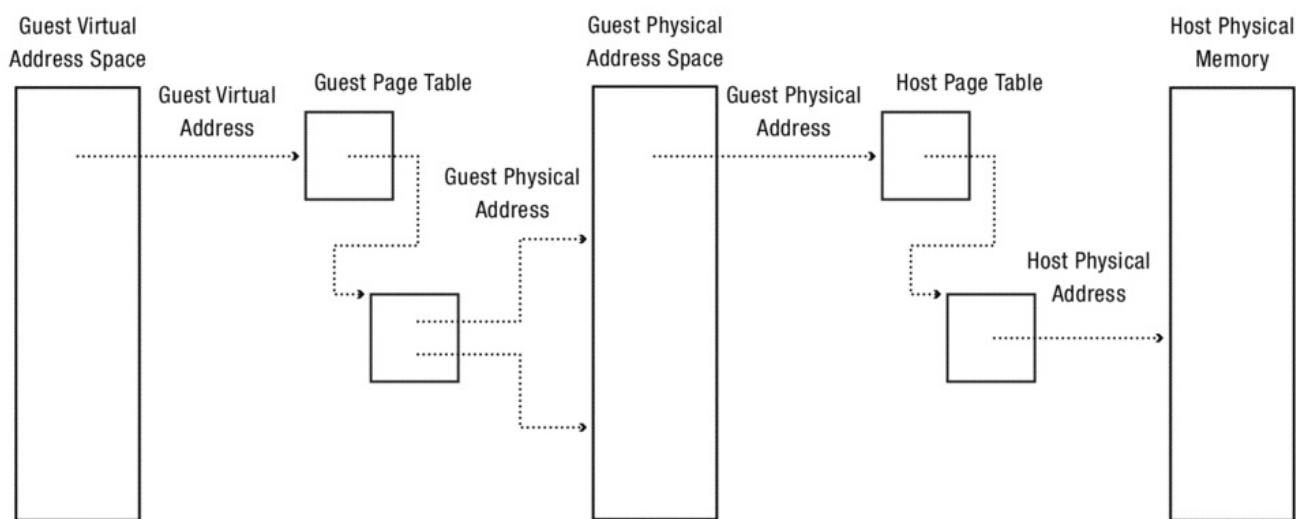 Guest Virtual
Address Space
Guest Virtual
Address
Guest Page Table
Guest Physical
Address
Guest Physical
Address Space
Guest Physical
Address
Host Page Table
Host Physical
Address
Host Physical
Memory